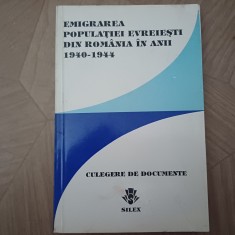 EMIGRAREA
POPULAȚIEI EVREIEȘTI
DIN ROMÂNIA ÎN ANII
1940-1944
CULEGERE DE DOCUMENTE
SILEX